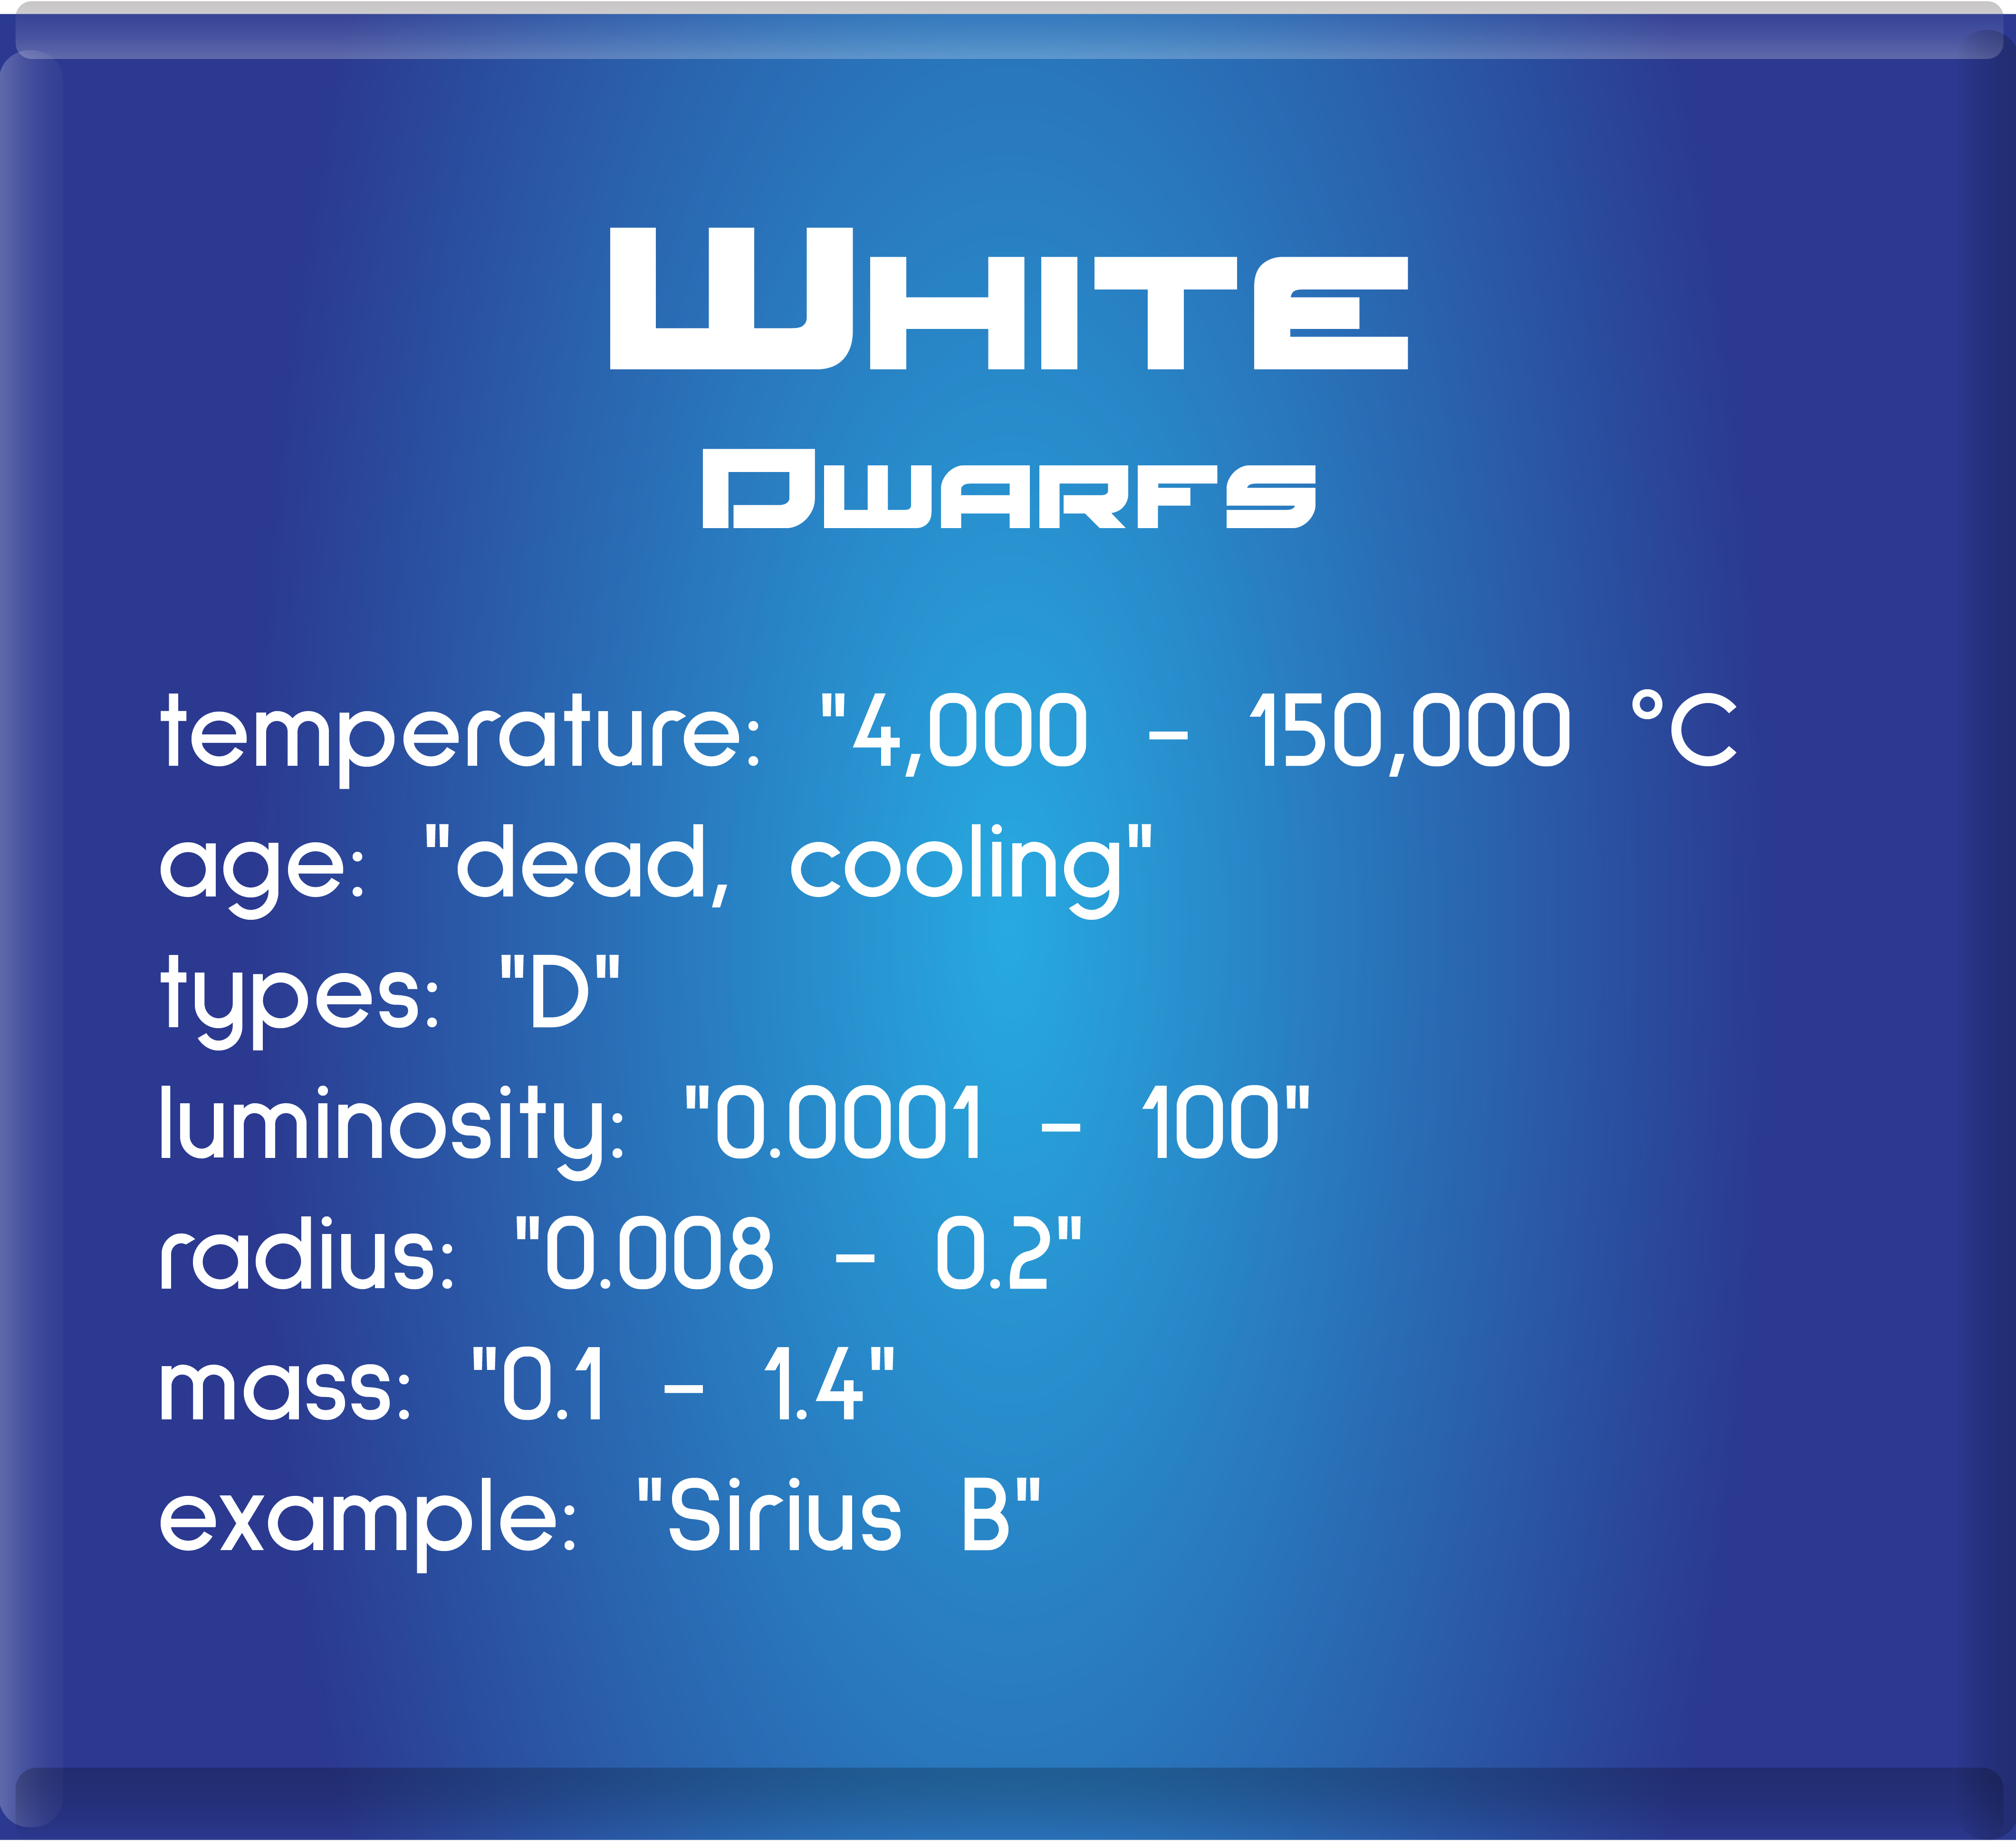 White
Dwarfs
temperature: "4,000 - 150,000 °C
age: "dead, cooling"
types: "D"
luminosity: "0.0001 - 100"
radius: "0.008 - 0.2"
mass: "0.1 - 1.4"
example: "Sirius B"